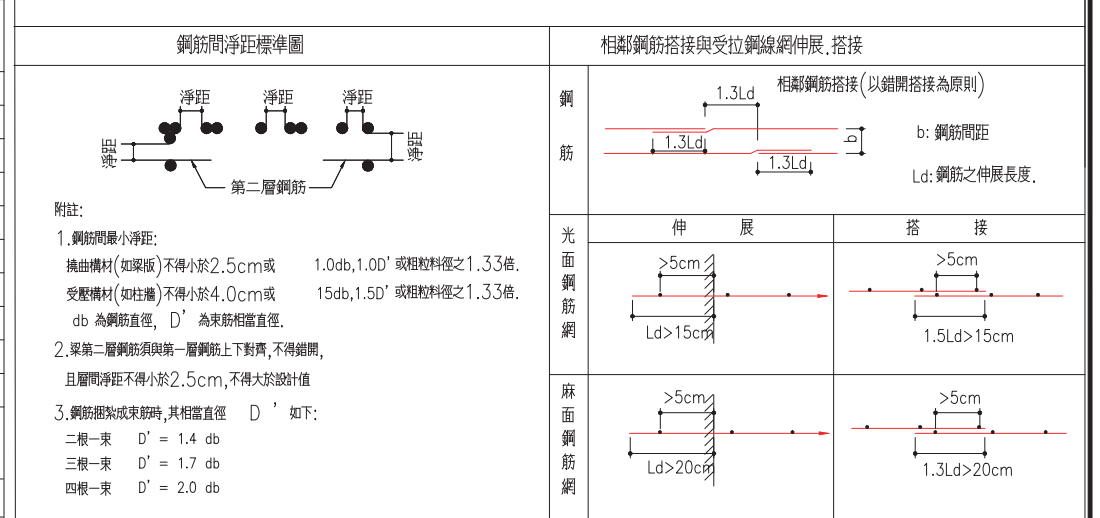 鋼筋間淨距標準圖
淨距 淨距 淨距
淨距 淨距
第二層鋼筋
附註:
1.鋼筋間最小淨距:
撓曲構材(如梁版)不得小於2.5cm或 1.0db,1.0D' 或粗粒料徑之1.33倍.
受壓構材(如柱牆)不得小於4.0cm或 15db,1.5D' 或粗粒料徑之1.33倍.
db 為鋼筋直徑, D' 為束筋相當直徑.
2.梁第二層鋼筋須與第一層鋼筋上下對齊,不得錯開,
且層間淨距不得小於2.5cm,不得大於設計值
3.鋼筋捆紮成束筋時,其相當直徑 D ' 如下:
二根一束 D' = 1.4 db
三根一束 D' = 1.7 db
四根一束 D' = 2.0 db
相鄰鋼筋搭接與受拉鋼線網伸展.搭接
鋼筋
相鄰鋼筋搭接(以錯開搭接為原則)
1.3Ld
1.3Ld
1.3Ld
b
b: 鋼筋間距
Ld: 鋼筋之伸展長度.
伸 展 搭 接
光面鋼筋網
>5cm
Ld>15cm
>5cm
1.5Ld>15cm
麻面鋼筋網
>5cm
Ld>20cm
>5cm
1.3Ld>20cm